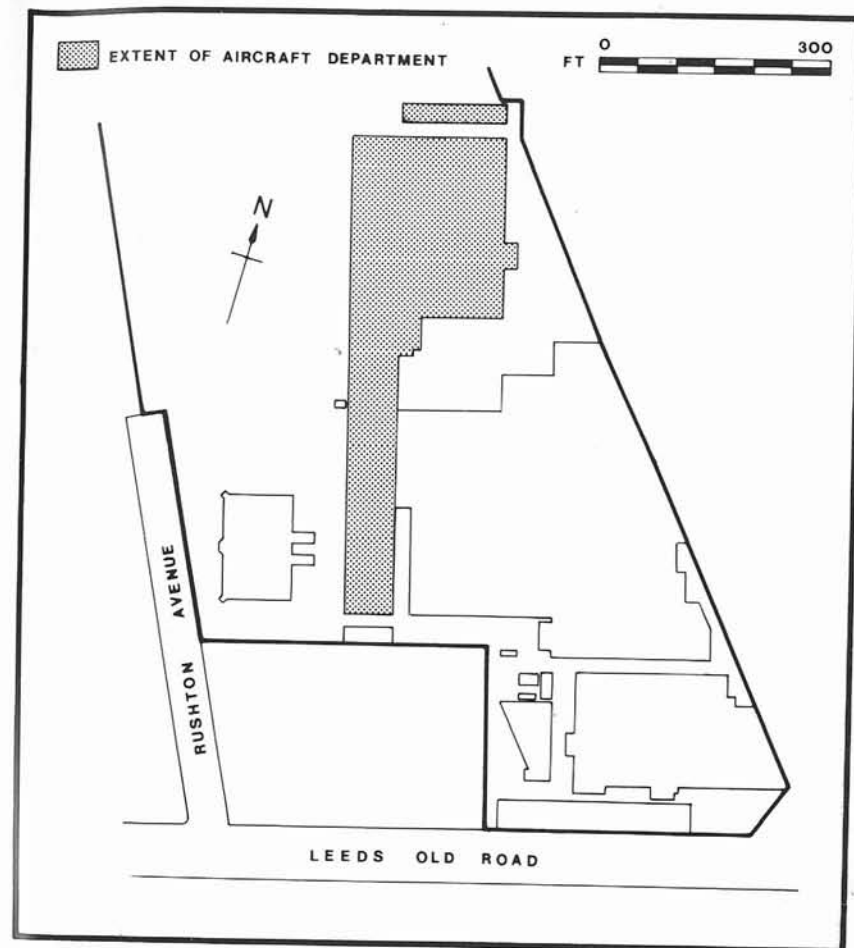 EXTENT OF AIRCRAFT DEPARTMENT
FT 0 300
N
RUSHTON AVENUE
LEEDS OLD ROAD